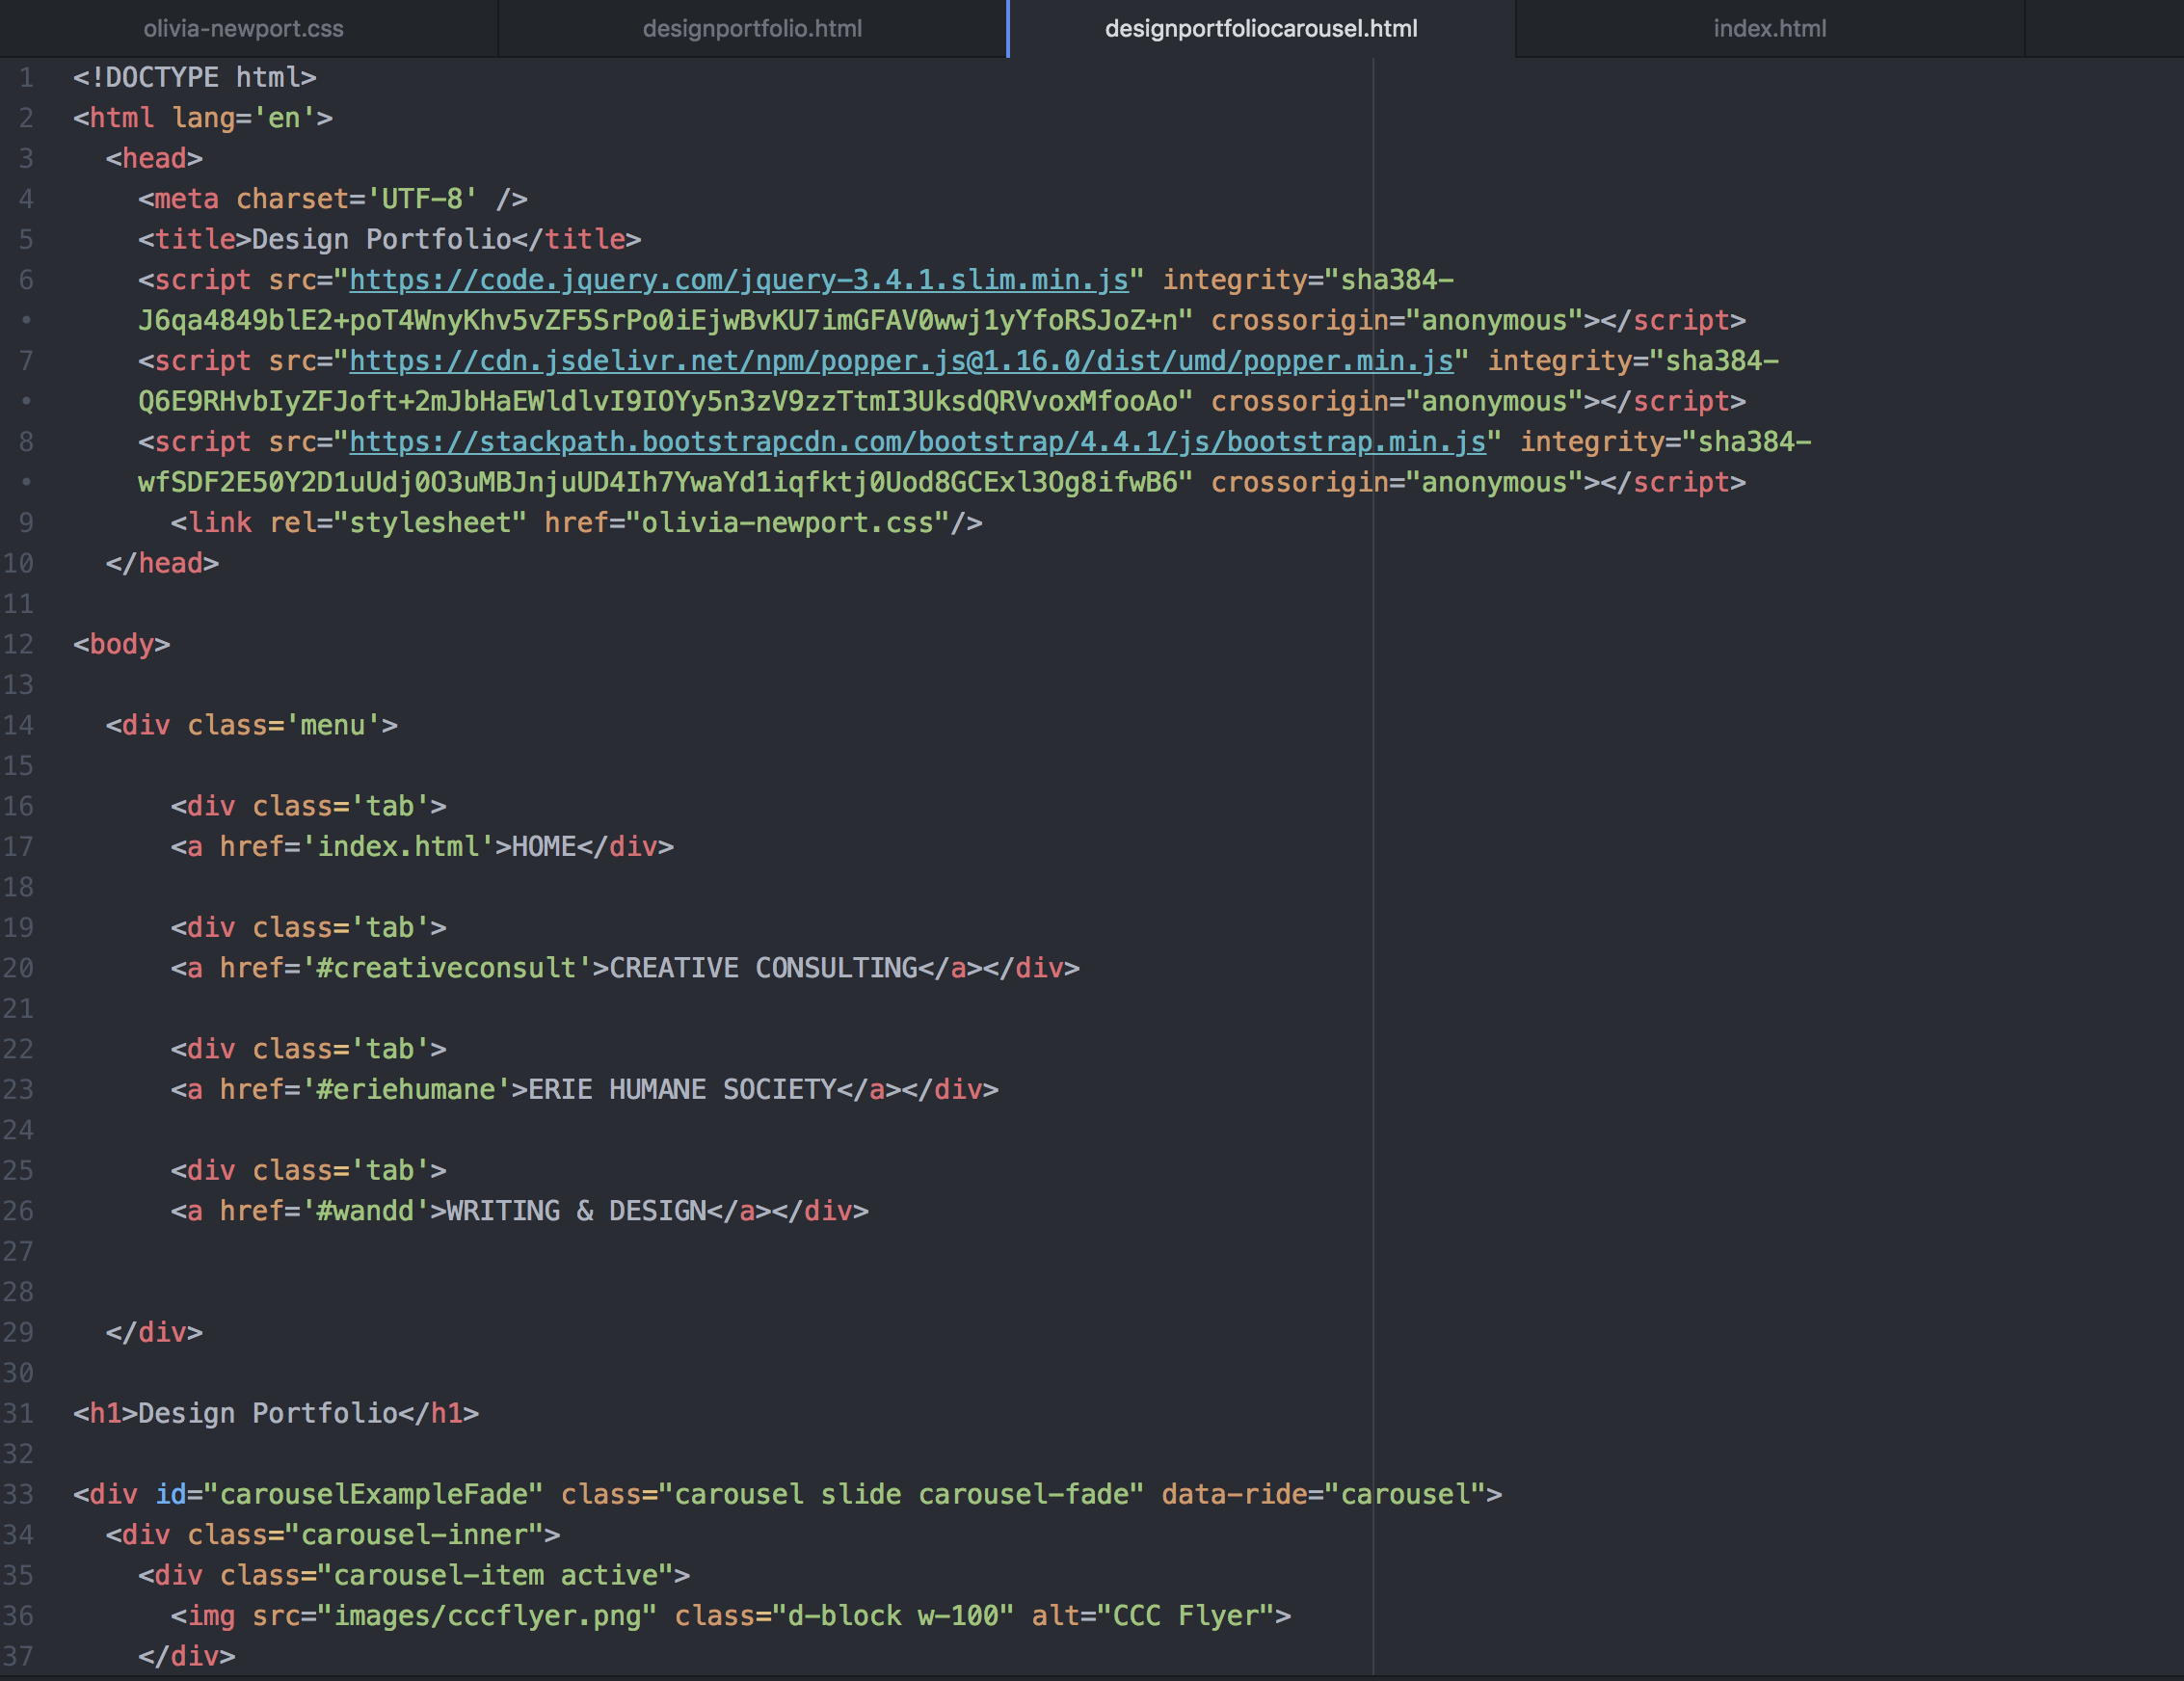 olivia-newport.css designportfolio.html designportfoliocarousel.html index.html
1 <!DOCTYPE html>
2 <html lang='en'>
3 <head>
4 <meta charset='UTF-8' />
5 <title>Design Portfolio</title>
6 <script src="https://code.jquery.com/jquery-3.4.1.slim.min.js" integrity="sha384-
• J6qa4849blE2+poT4WnyKhv5vZF5SrPo0iEjwBvKU7imGFAV0wwj1yYfoRSJoZ+n" crossorigin="anonymous"></script>
7 <script src="https://cdn.jsdelivr.net/npm/popper.js@1.16.0/dist/umd/popper.min.js" integrity="sha384-
• Q6E9RHvbIyZFJoft+2mJbHaEWldlvI9IOYy5n3zV9zzTtmI3UksdQRVvoxMfooAo" crossorigin="anonymous"></script>
8 <script src="https://stackpath.bootstrapcdn.com/bootstrap/4.4.1/js/bootstrap.min.js" integrity="sha384-
• wfSDF2E50Y2D1uUdj0O3uMBJnjuUD4Ih7YwaYd1iqfktj0Uod8GCExl3Og8ifwB6" crossorigin="anonymous"></script>
9 <link rel="stylesheet" href="olivia-newport.css"/>
10 </head>
11
12 <body>
13
14 <div class='menu'>
15
16 <div class='tab'>
17 <a href='index.html'>HOME</div>
18
19 <div class='tab'>
20 <a href='#creativeconsult'>CREATIVE CONSULTING</a></div>
21
22 <div class='tab'>
23 <a href='#eriehumane'>ERIE HUMANE SOCIETY</a></div>
24
25 <div class='tab'>
26 <a href='#wandd'>WRITING & DESIGN</a></div>
27
28
29 </div>
30
31 <h1>Design Portfolio</h1>
32
33 <div id="carouselExampleFade" class="carousel slide carousel-fade" data-ride="carousel">
34 <div class="carousel-inner">
35 <div class="carousel-item active">
36 <img src="images/cccflyer.png" class="d-block w-100" alt="CCC Flyer">
37 </div>